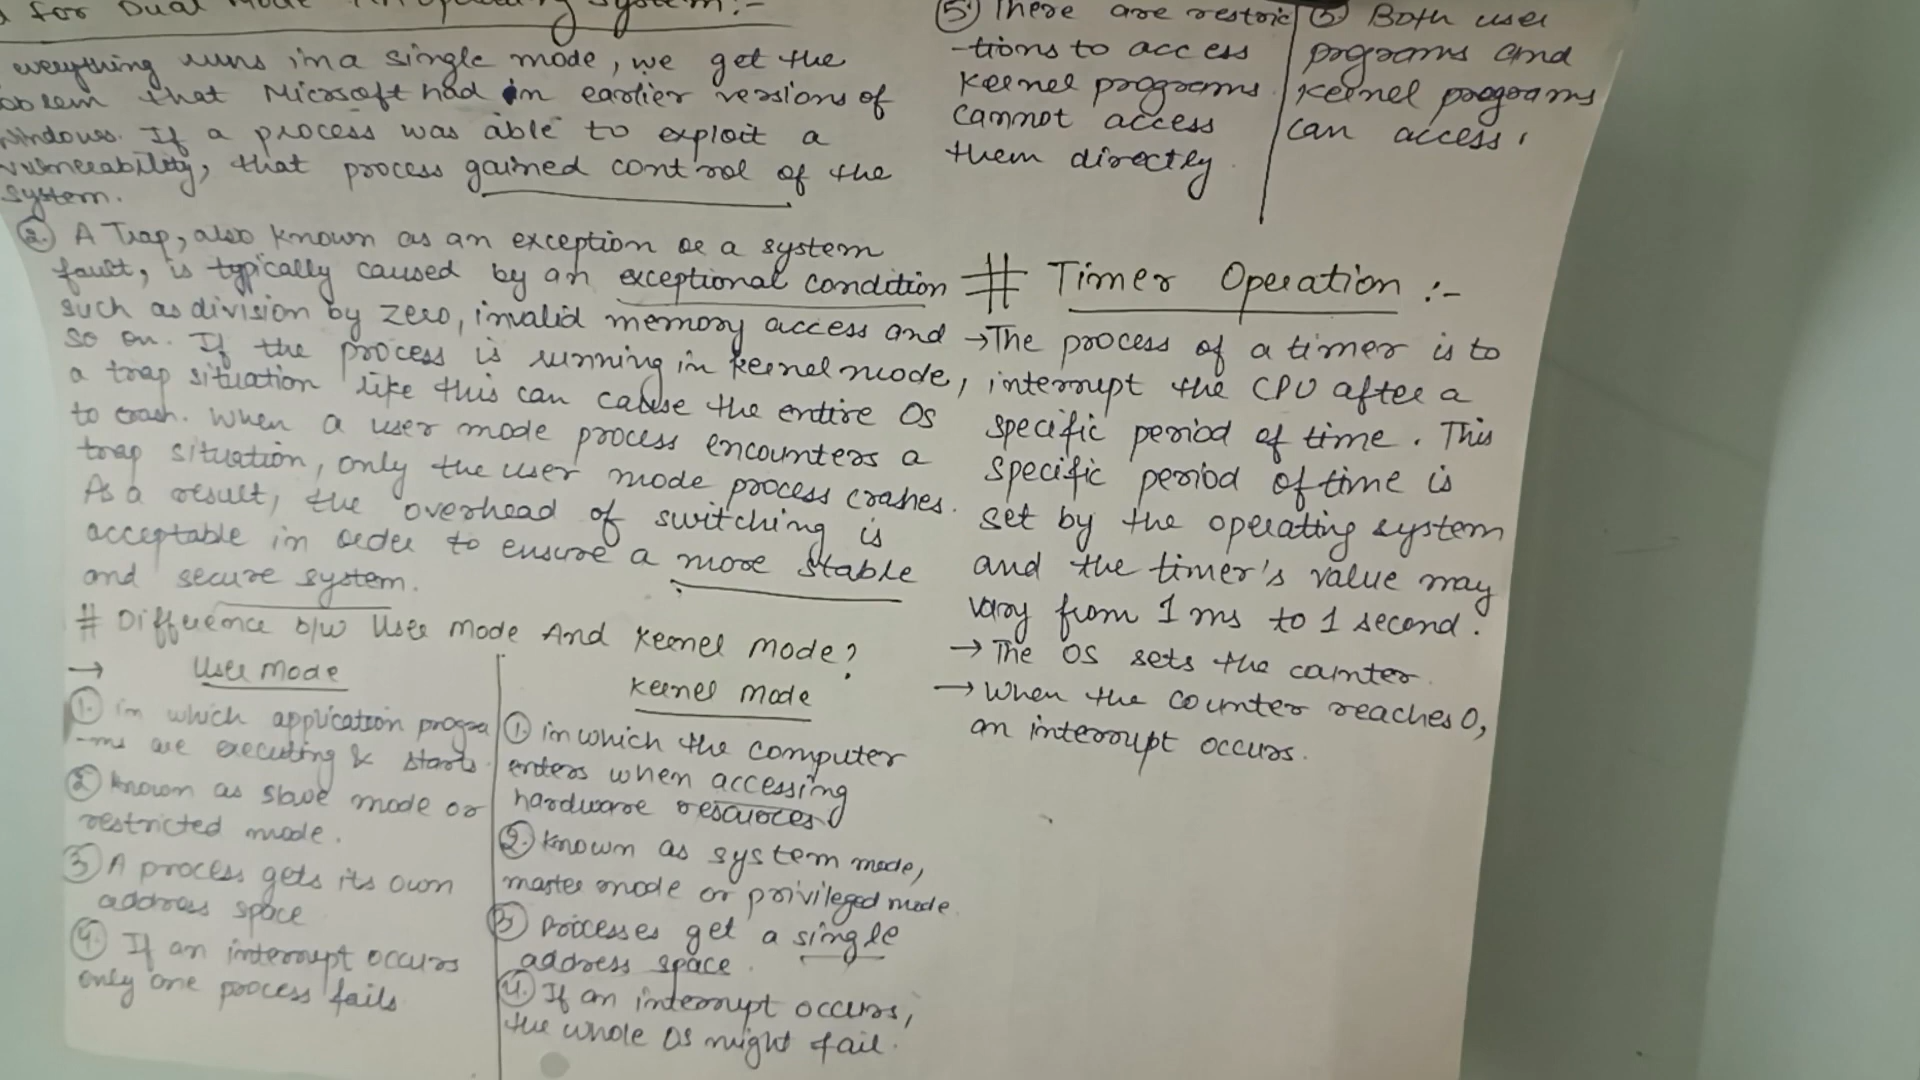 for Dual Mode in operating system:-
everything runs in a single mode, we get the
that Microsoft had in earlier versions of
windows. If a process was able to exploit a
vulnerability, that process gained control of the
system.
2. A Trap, also known as an exception or a system
fault, is typically caused by an exceptional condition
such as division by zero, invalid memory access and
so on. If the process is running in kernel mode,
a trap situation like this can cause the entire OS
to crash. When a user mode process encounters a
trap situation, only the user mode process crashes.
As a result, the overhead of switching is
acceptable in order to ensure a more stable
and secure system.
# Difference b/w User mode And Kernel mode?
→ User mode
1. in which application progra
-ms are executing & starts.
2. Known as slave mode or
restricted mode.
3 A process gets its own
address space
4. If an interrupt occurs
only one process fails
Kernel mode
1. in which the computer
enters when accessing
hardware resources
2. Known as system mode,
master mode or privileged mode.
3. Processes get a single
address space.
4. If an interrupt occurs,
the whole OS might fail.
5 There are restric
-tions to access
Kernel programs
cannot access
them directly.
5 Both user
programs and
kernel programs
can access.
# Timer Operation :-
→ The process of a timer is to
interrupt the CPU after a
specific period of time. This
specific period of time is
set by the operating system
and the timer's value may
vary from 1 ms to 1 second.
→ The OS sets the counter.
→ When the counter reaches 0,
an interrupt occurs.